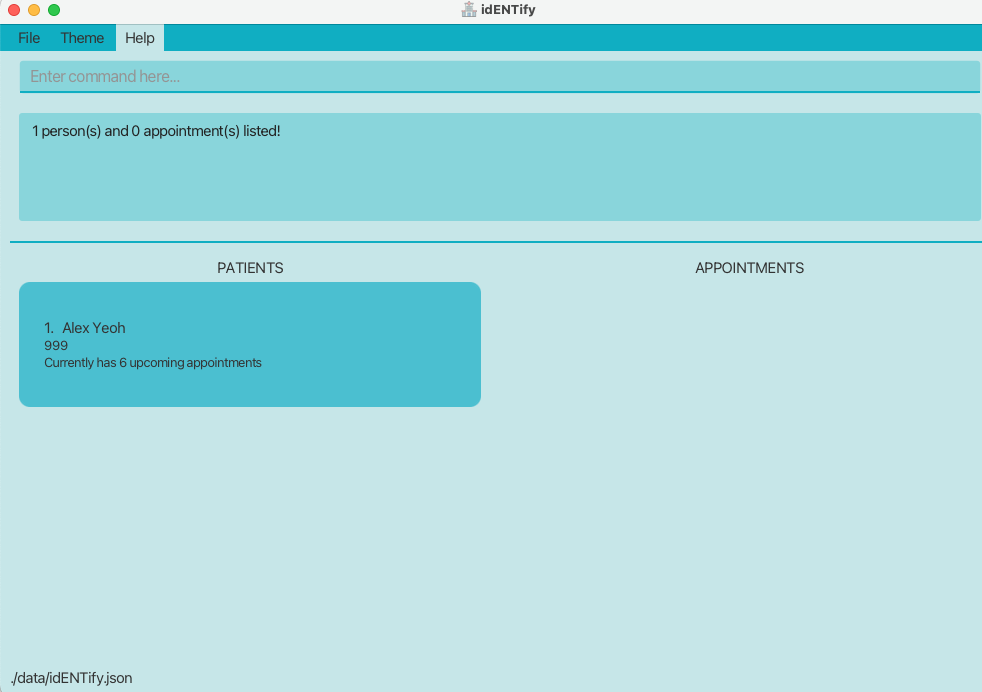 idENTify
File Theme Help
Enter command here...
1 person(s) and 0 appointment(s) listed!
PATIENTS
APPOINTMENTS
1. Alex Yeoh
999
Currently has 6 upcoming appointments
./data/idENTify.json